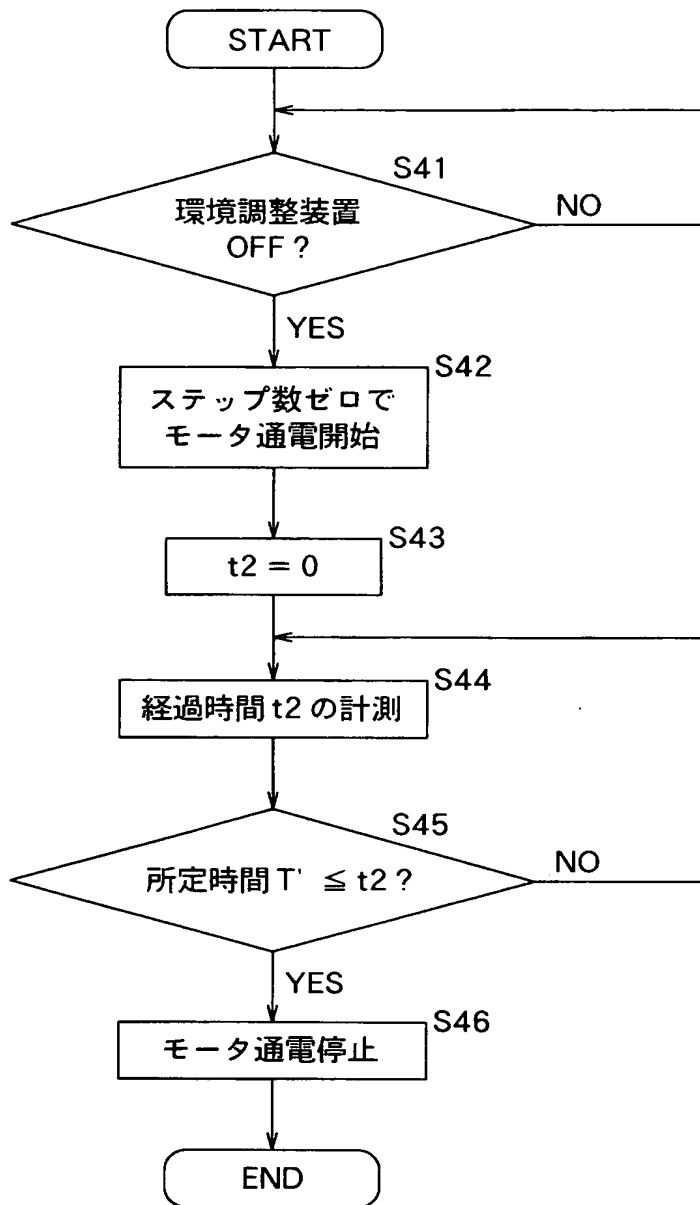 START
S41
環境調整装置
OFF ?
NO
YES
S42
ステップ数ゼロで
モータ通電開始
S43
t2 = 0
S44
経過時間 t2 の計測
S45
所定時間 T' ≦ t2 ?
NO
YES
S46
モータ通電停止
END